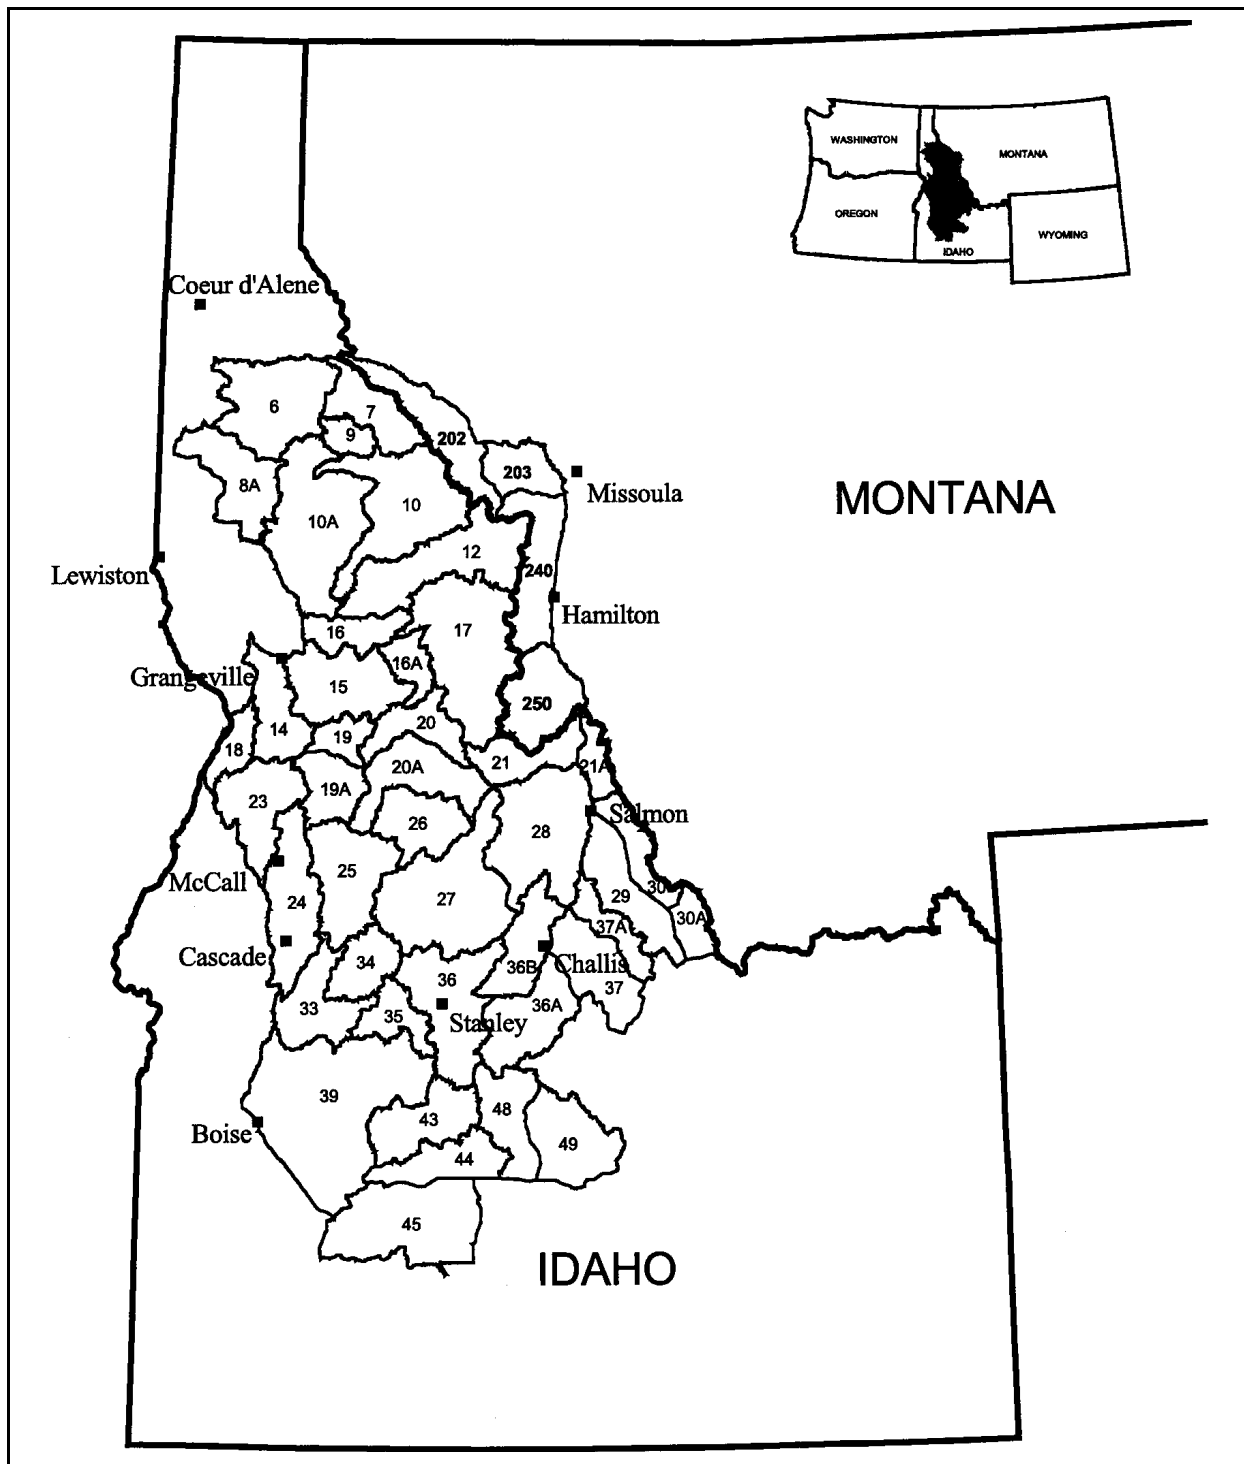 WASHINGTON
MONTANA
OREGON
WYOMING
IDAHO
Coeur d'Alene
6
7
9
202
203
Missoula
8A
10
10A
MONTANA
12
240
Lewiston
Hamilton
16
17
16A
Grangeville
15
250
14
20
19
18
21
21A
20A
19A
23
Salmon
26
28
25
McCall
30
29
27
24
30A
37A
Cascade
34
36B
Challis
36
37
33
36A
35
Stanley
39
48
43
Boise
49
44
45
IDAHO